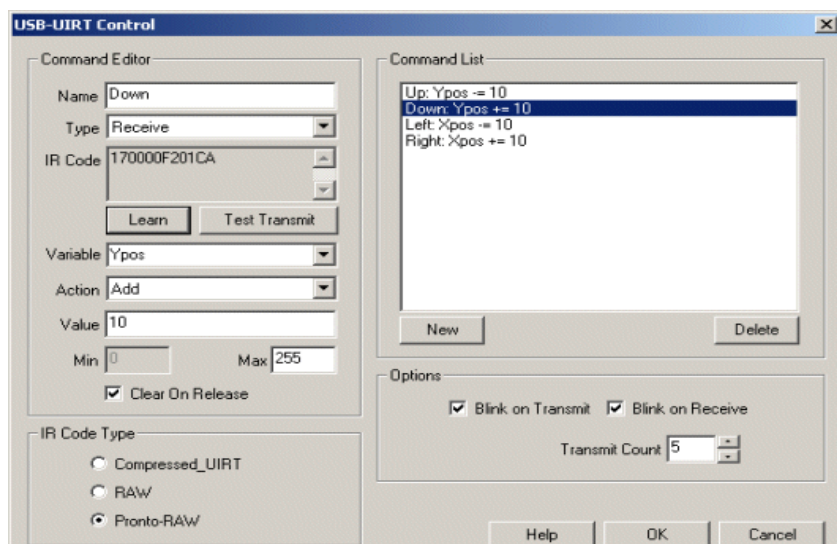 USB-UIRT Control
Command Editor
Name Down
Type Receive
IR Code 170000F201CA
Learn Test Transmit
Variable Ypos
Action Add
Value 10
Min 0 Max 255
Clear On Release
IR Code Type
Compressed_UIRT
RAW
Pronto-RAW
Command List
Up: Ypos -= 10
Down: Ypos += 10
Left: Xpos -= 10
Right: Xpos += 10
New Delete
Options
Blink on Transmit Blink on Receive
Transmit Count 5
Help OK Cancel